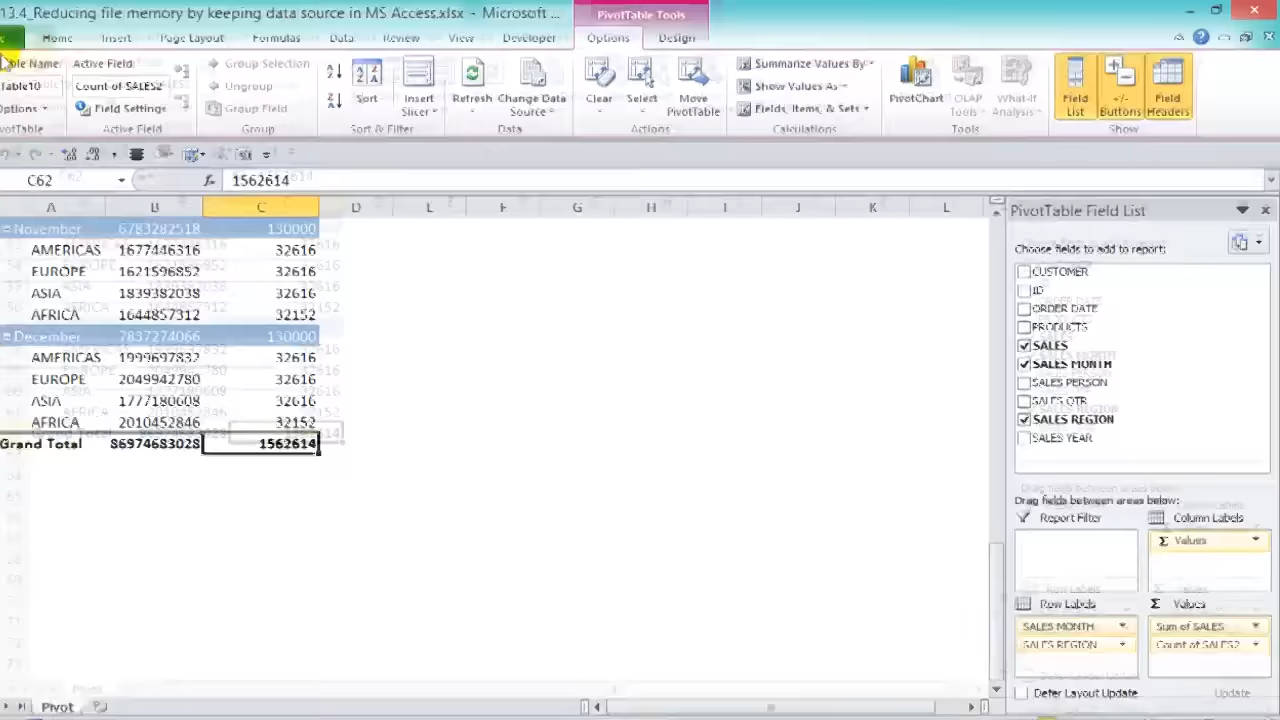 13.4_Reducing file memory by keeping data source in MS Access.xlsx - Microsoft ...
PivotTable Tools
Home Insert Page Layout Formulas Data Review View Developer Options Design
Name: Active Field:
Table10 Count of SALES2
Options Field Settings
Group Selection
Ungroup
Group Field
Sort
Insert Slicer
Refresh
Change Data Source
Clear
Select
Move PivotTable
Summarize Values By
Show Values As
Fields, Items, & Sets
PivotChart
OLAP Tools
What-If Analysis
Field List
+/- Buttons
Field Headers
Active Field Group Sort & Filter Data Actions Calculations Tools Show
C62 fx 1562614
A B C D E F G H I J K L
November 6783282518 130000
AMERICAS 1677446316 32616
EUROPE 1621596852 32616
ASIA 1839382038 32616
AFRICA 1644857312 32152
December 7837274066 130000
AMERICAS 1999697832 32616
EUROPE 2049942780 32616
ASIA 1777180608 32616
AFRICA 2010452846 32152
Grand Total 86974683028 1562614
PivotTable Field List
Choose fields to add to report:
CUSTOMER
ID
ORDER DATE
PRODUCTS
SALES
SALES MONTH
SALES PERSON
SALES QTR
SALES REGION
SALES YEAR
Drag fields between areas below:
Report Filter Column Labels
Σ Values
Row Labels Σ Values
SALES MONTH Sum of SALES
SALES REGION Count of SALES2
Defer Layout Update Update
Pivot